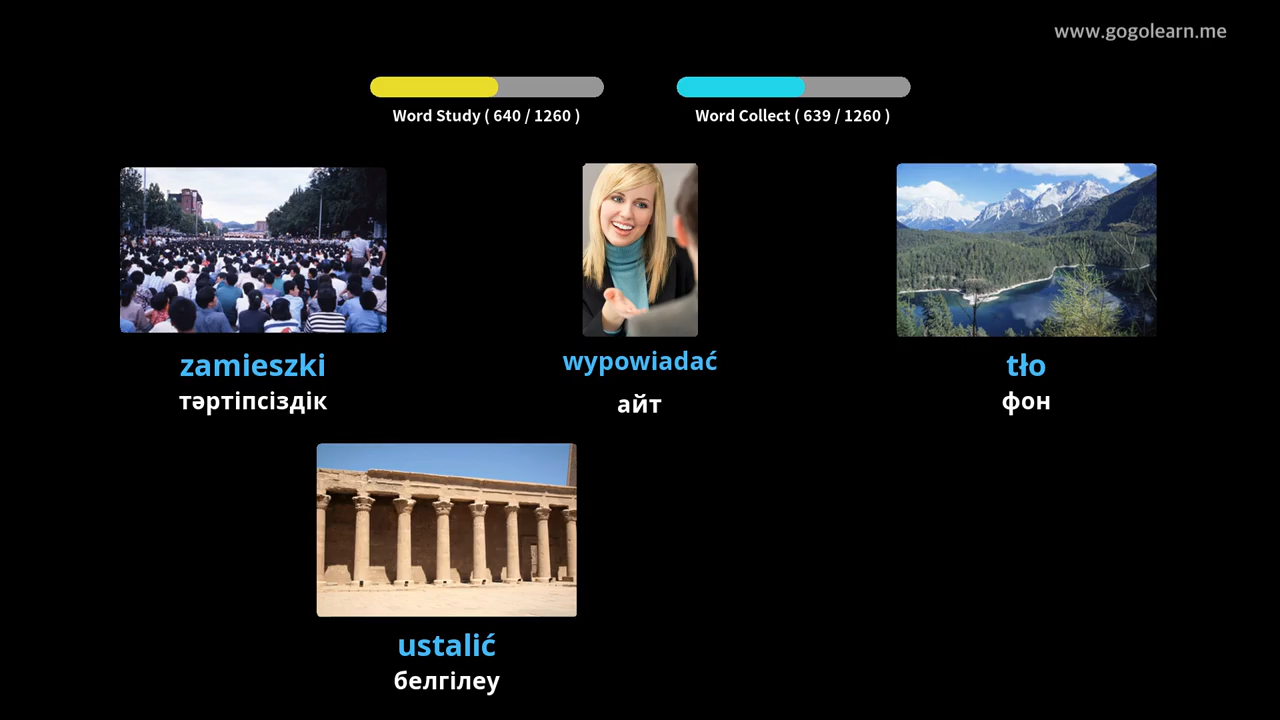 www.gogolearn.me
Word Study ( 640 / 1260 )
Word Collect ( 639 / 1260 )
zamieszki
тәртіпсіздік
wypowiadać
айт
tło
фон
ustalić
белгілеу